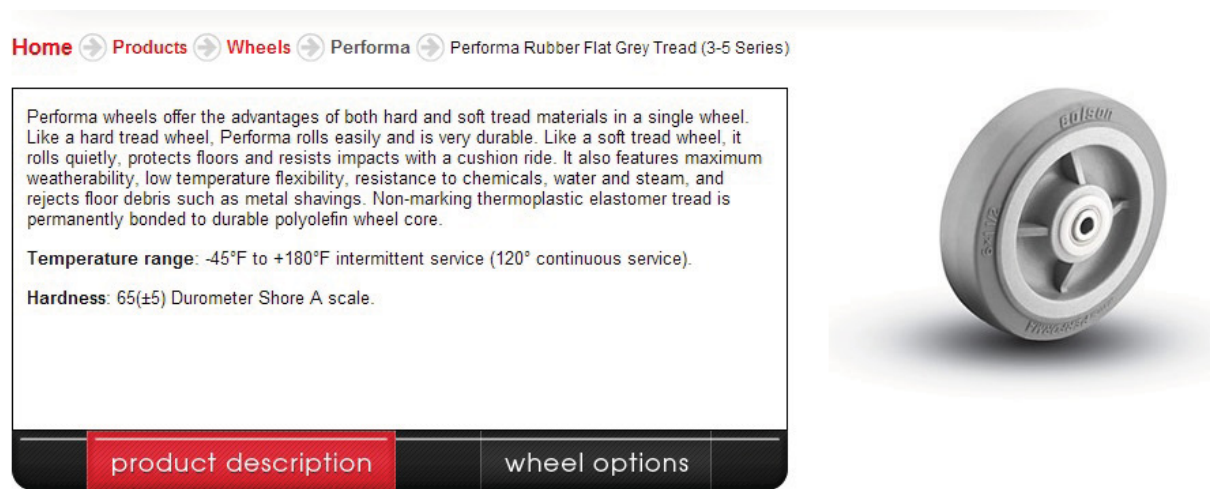 Home Products Wheels Performa Performa Rubber Flat Grey Tread (3-5 Series)
Performa wheels offer the advantages of both hard and soft tread materials in a single wheel.
Like a hard tread wheel, Performa rolls easily and is very durable. Like a soft tread wheel, it
rolls quietly, protects floors and resists impacts with a cushion ride. It also features maximum
weatherability, low temperature flexibility, resistance to chemicals, water and steam, and
rejects floor debris such as metal shavings. Non-marking thermoplastic elastomer tread is
permanently bonded to durable polyolefin wheel core.
Temperature range: -45°F to +180°F intermittent service (120° continuous service).
Hardness: 65(±5) Durometer Shore A scale.
product description
wheel options
colson
6x1 1/2